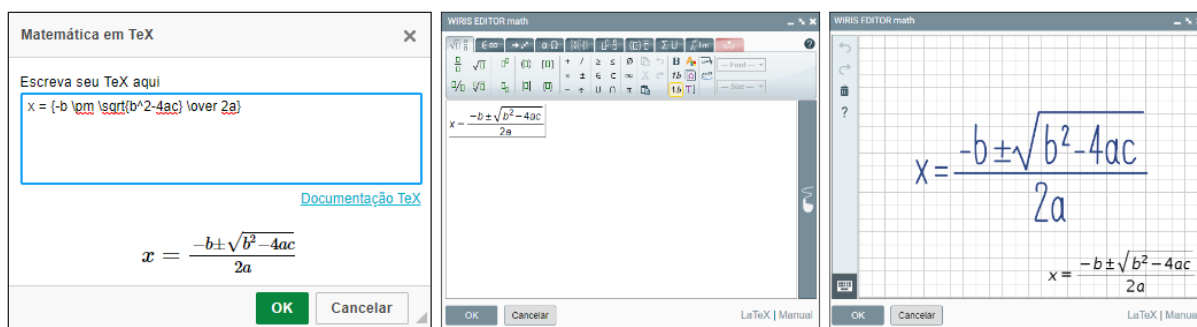 Matemática em TeX
Escreva seu TeX aqui
x = {-b \pm \sqrt{b^2-4ac} \over 2a}
Documentação TeX
x = −b±√b²−4ac
2a
OK Cancelar
WIRIS EDITOR math
x = −b±√b²−4ac
2a
OK Cancelar LaTeX | Manual
WIRIS EDITOR math
x = -b±√b²-4ac
2a
x = −b±√b²−4ac
2a
OK Cancelar LaTeX | Manual